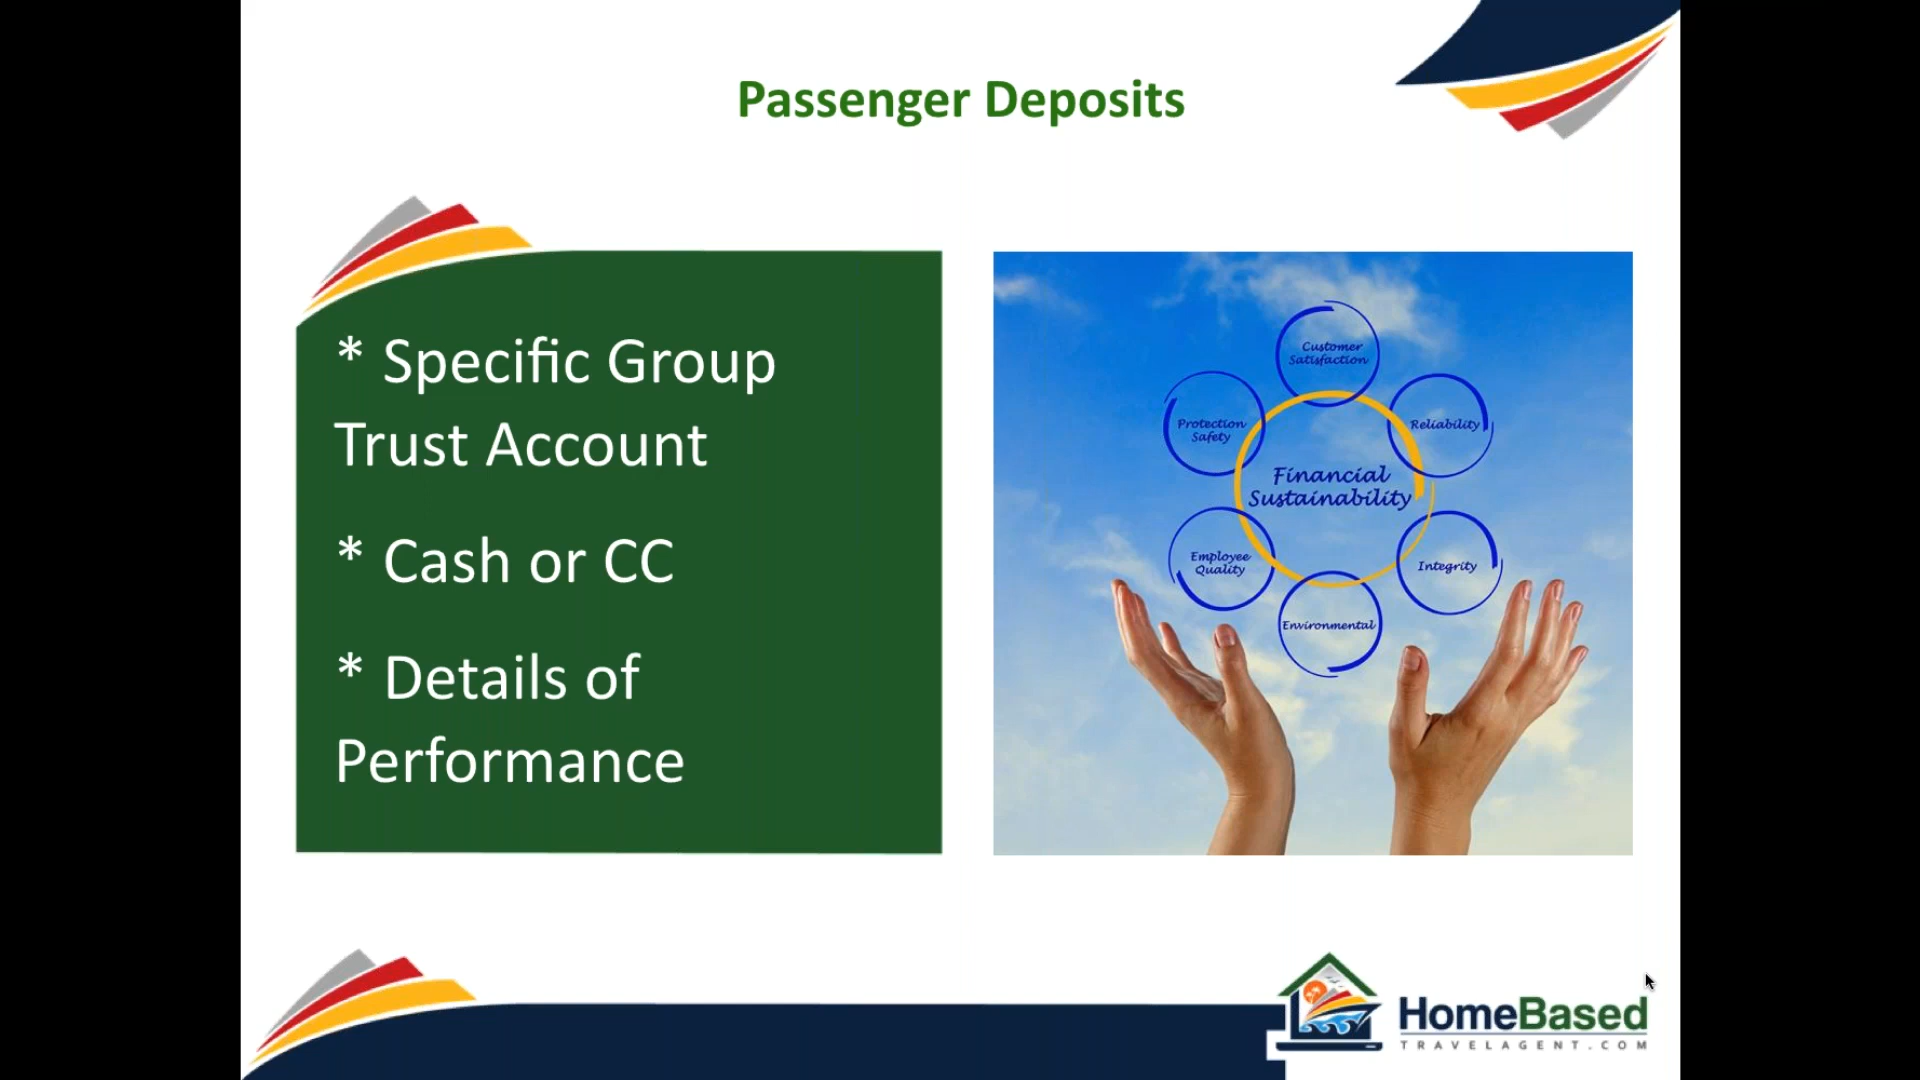 Passenger Deposits
* Specific Group
Trust Account
* Cash or CC
* Details of
Performance
Customer
Satisfaction
Protection
Safety
Reliability
Financial
Sustainability
Employee
Quality
Integrity
Environmental
HomeBased
TRAVELAGENT.COM